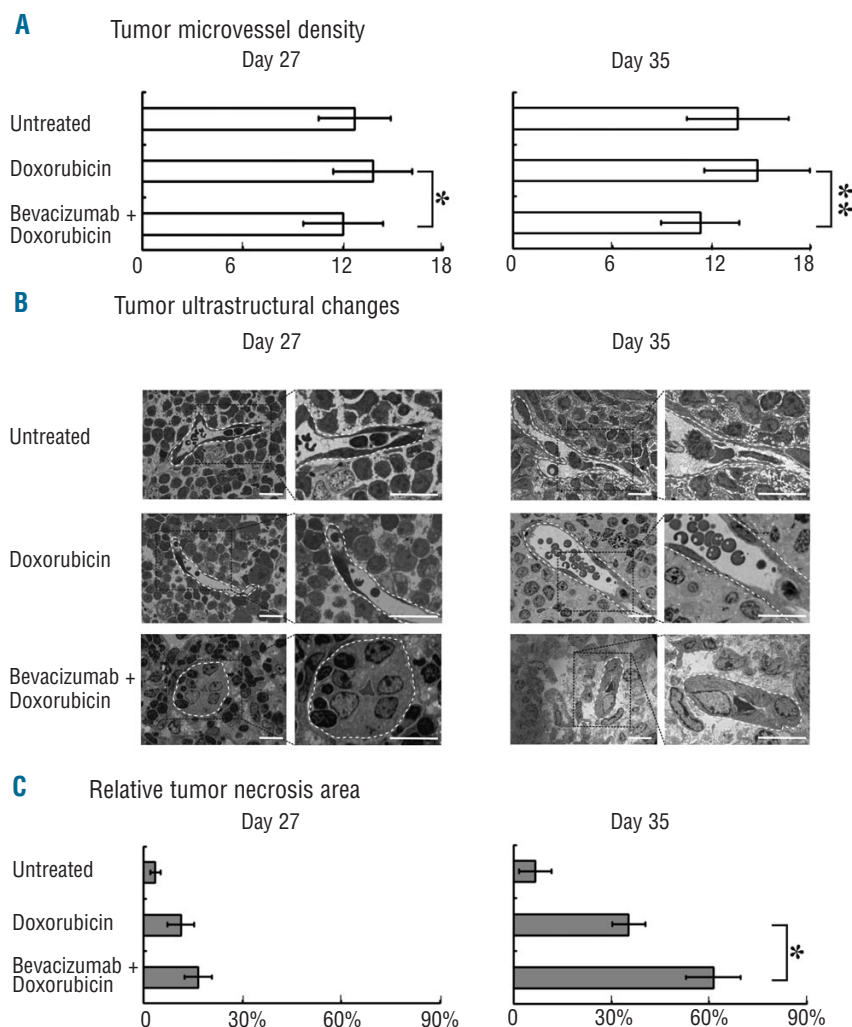 A Tumor microvessel density
Day 27 Day 35
Untreated
Doxorubicin
*
**
Bevacizumab +
Doxorubicin
0 6 12 18 0 6 12 18
B Tumor ultrastructural changes
Day 27 Day 35
Untreated
Doxorubicin
Bevacizumab +
Doxorubicin
C Relative tumor necrosis area
Day 27 Day 35
Untreated
Doxorubicin
*
Bevacizumab +
Doxorubicin
0 30% 60% 90% 0 30% 60% 90%